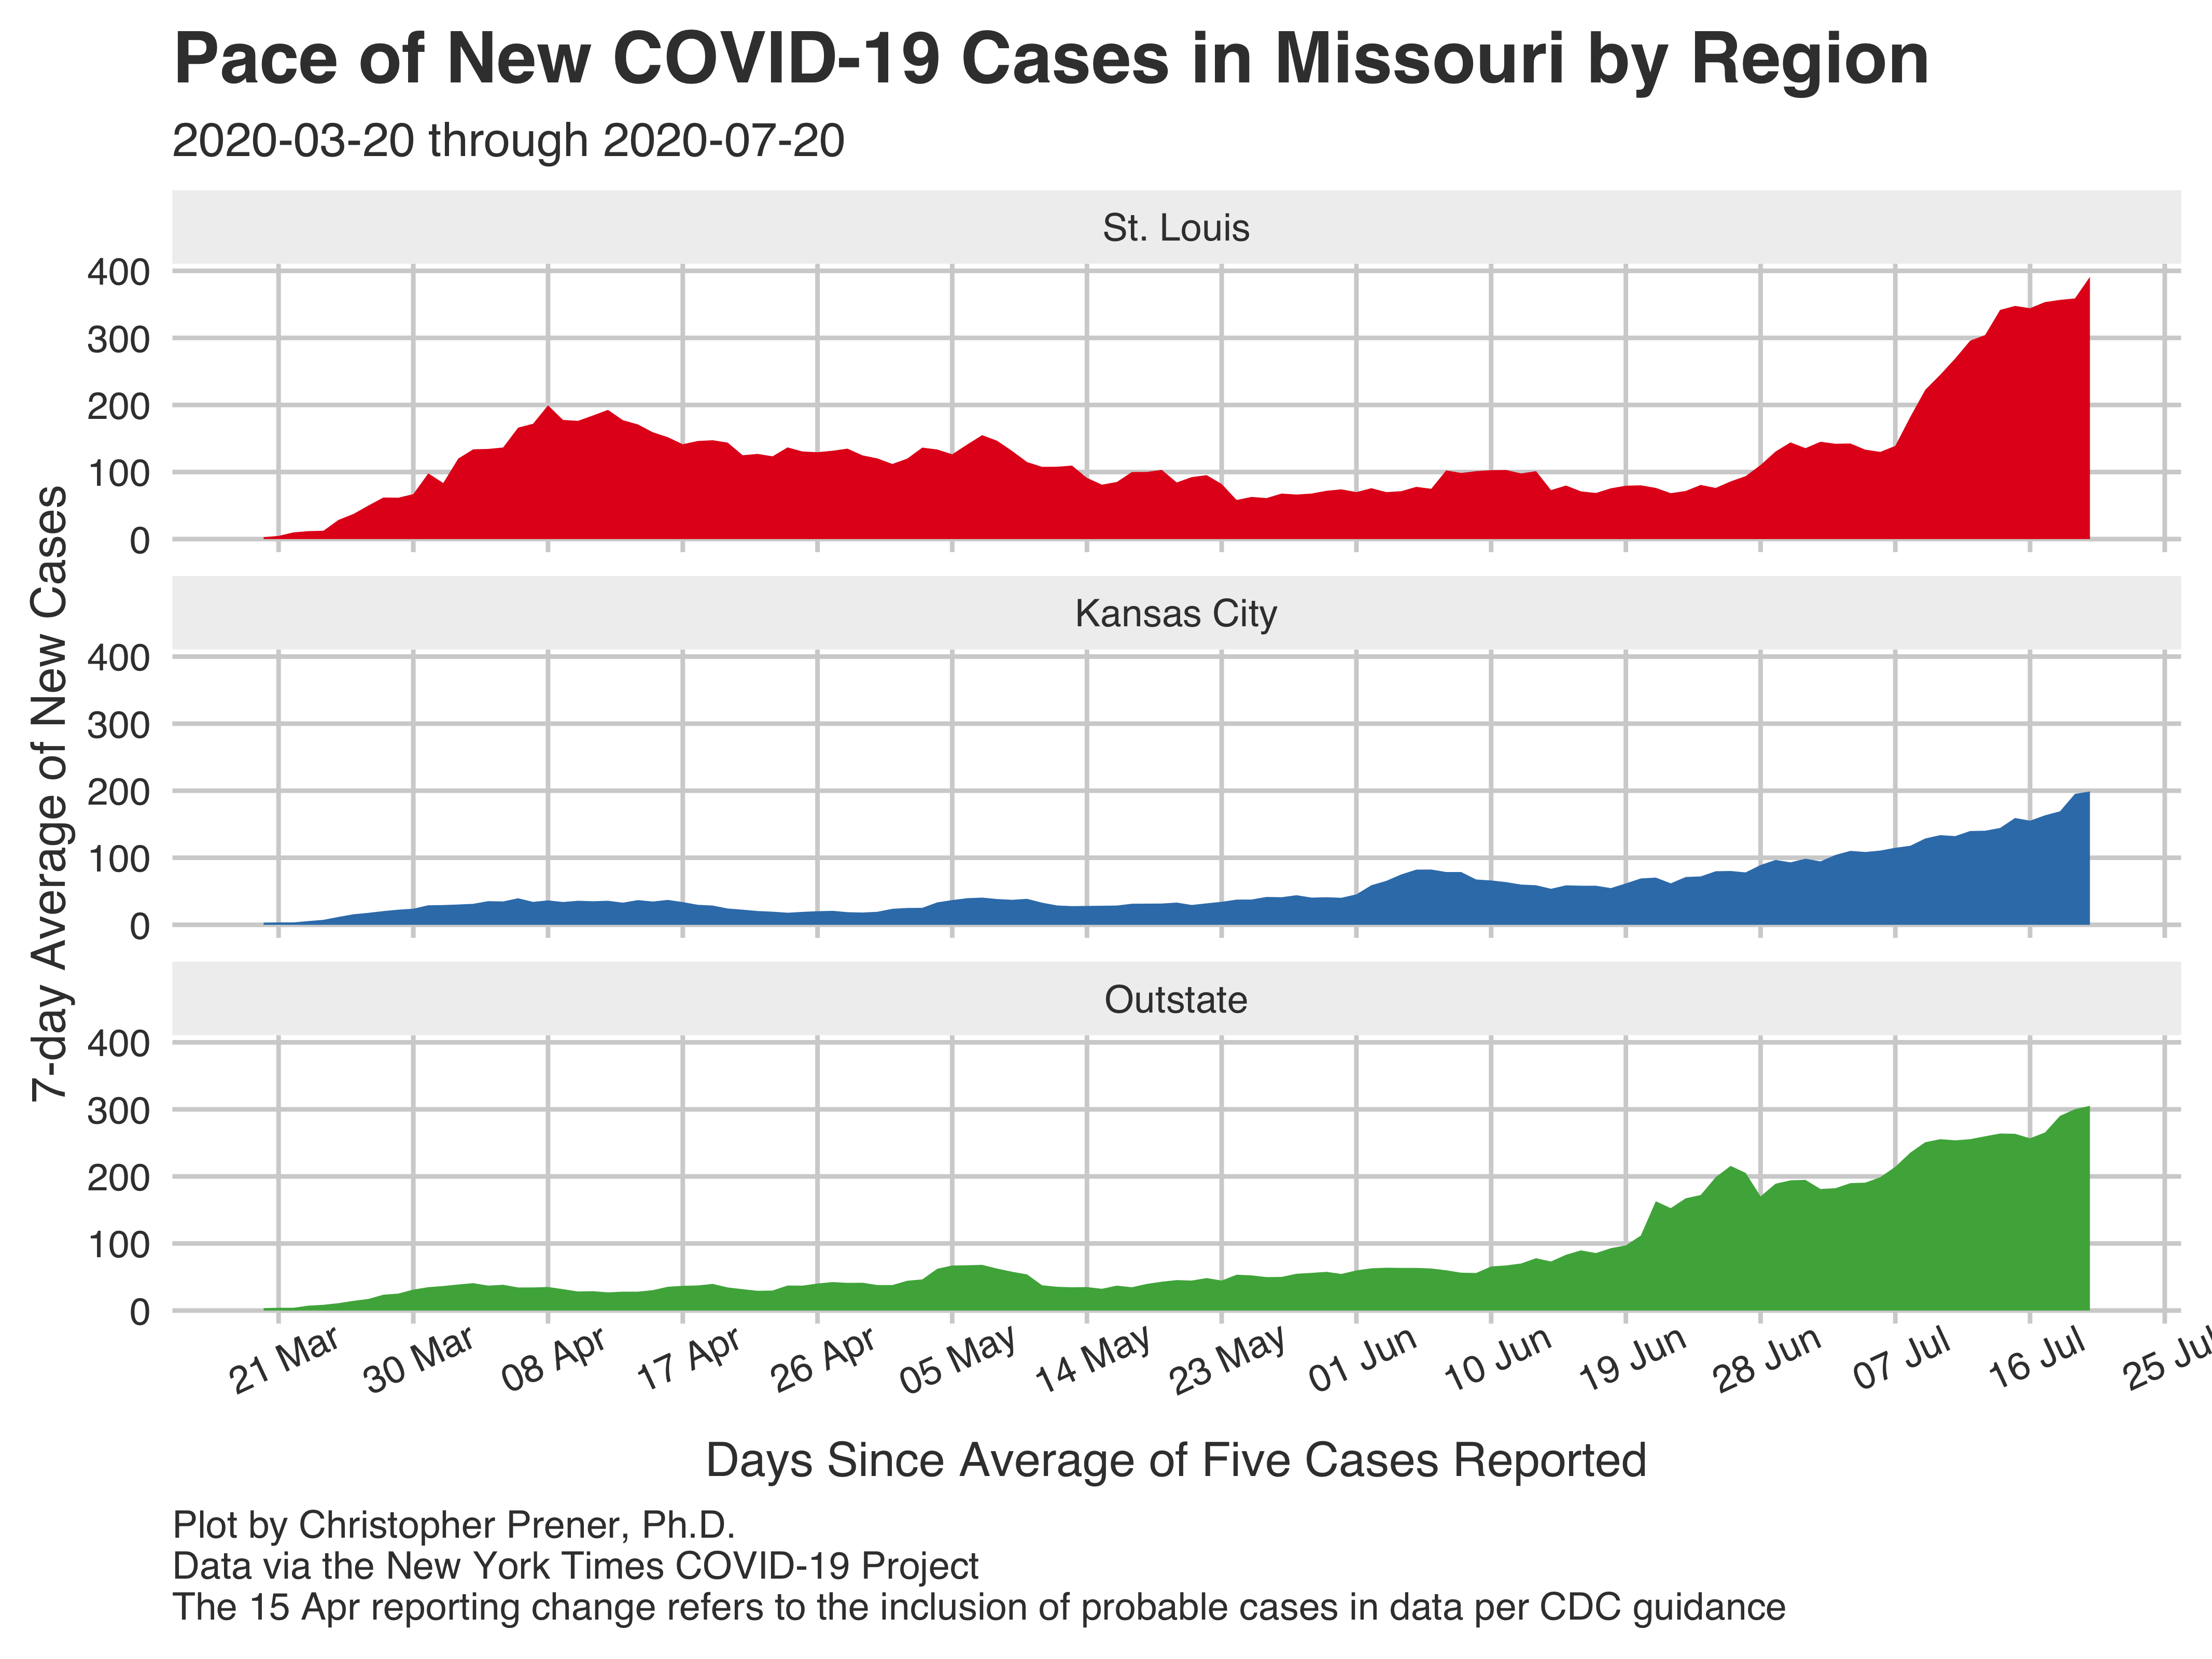 Pace of New COVID-19 Cases in Missouri by Region
2020-03-20 through 2020-07-20
7-day Average of New Cases
St. Louis
400
300
200
100
0
Kansas City
400
300
200
100
0
Outstate
400
300
200
100
0
21 Mar 30 Mar 08 Apr 17 Apr 26 Apr 05 May 14 May 23 May 01 Jun 10 Jun 19 Jun 28 Jun 07 Jul 16 Jul 25 Ju
Days Since Average of Five Cases Reported
Plot by Christopher Prener, Ph.D.
Data via the New York Times COVID-19 Project
The 15 Apr reporting change refers to the inclusion of probable cases in data per CDC guidance